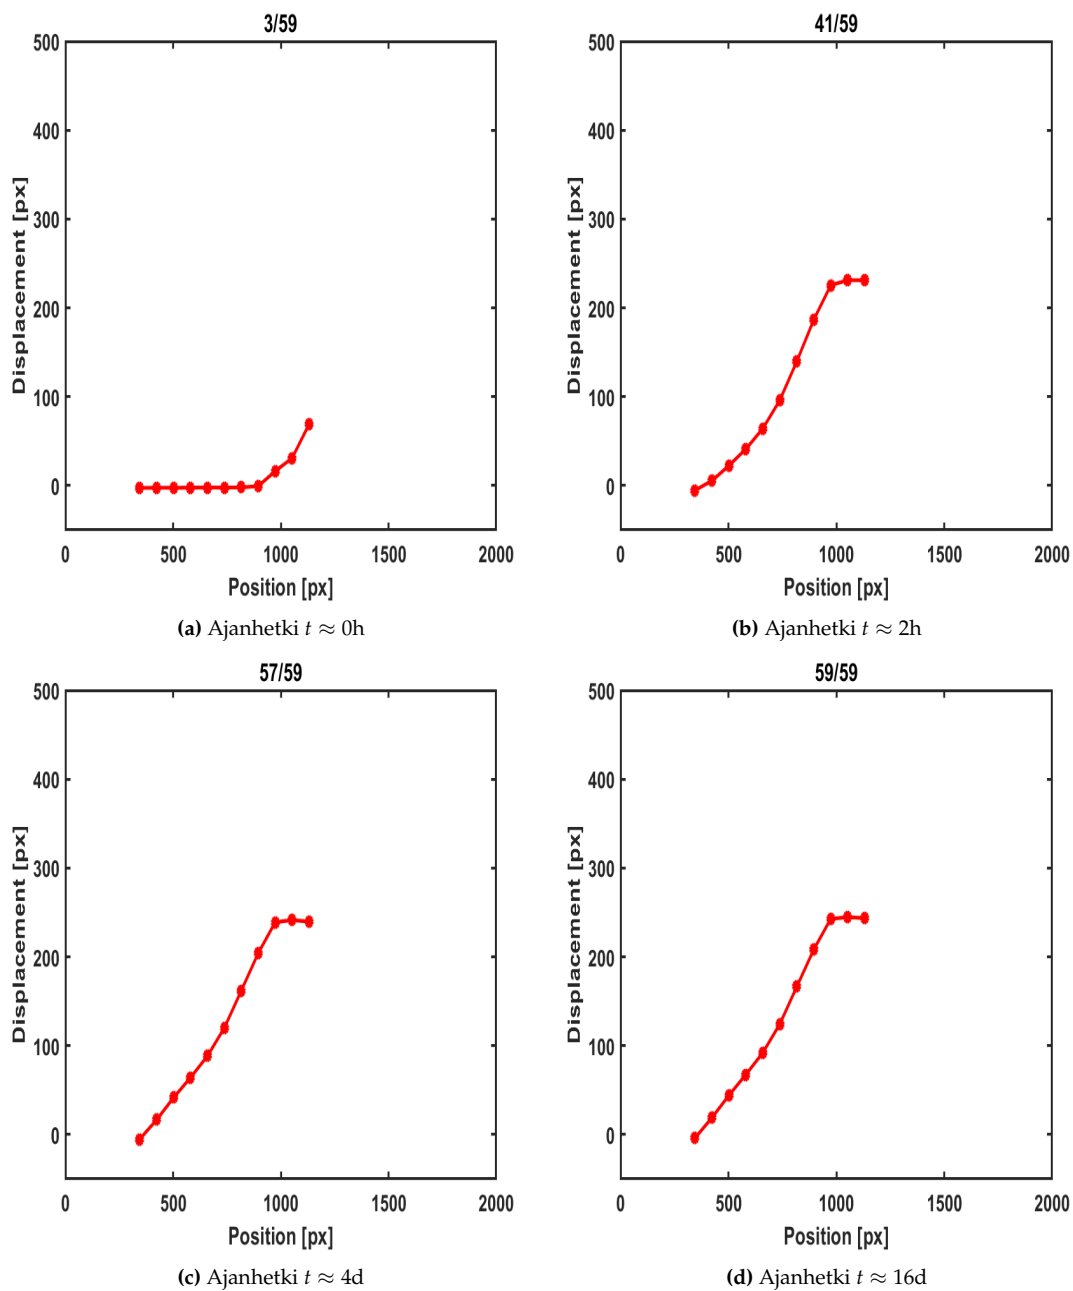 3/59
500
400
300
200
100
0
Displacement [px]
0 500 1000 1500 2000
Position [px]
(a) Ajanhetki t ≈ 0h
41/59
500
400
300
200
100
0
Displacement [px]
0 500 1000 1500 2000
Position [px]
(b) Ajanhetki t ≈ 2h
57/59
500
400
300
200
100
0
Displacement [px]
0 500 1000 1500 2000
Position [px]
(c) Ajanhetki t ≈ 4d
59/59
500
400
300
200
100
0
Displacement [px]
0 500 1000 1500 2000
Position [px]
(d) Ajanhetki t ≈ 16d